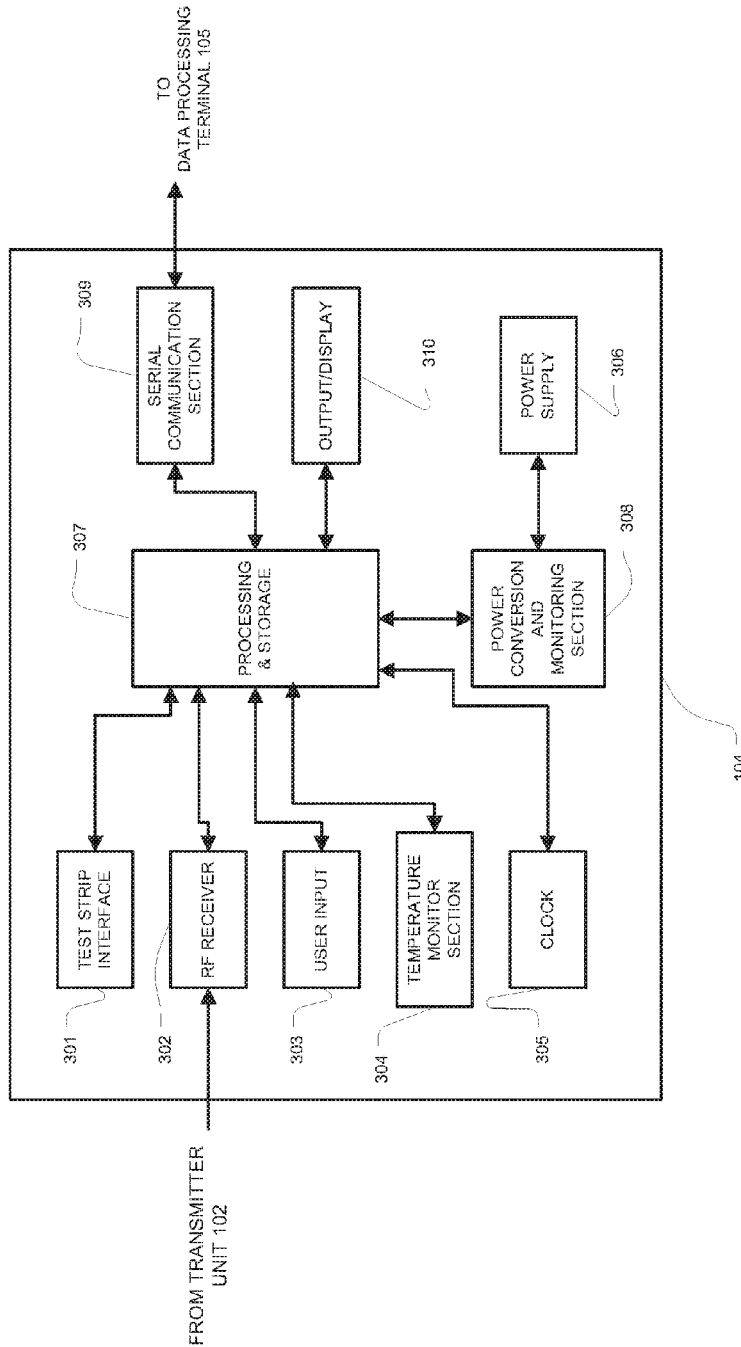 FROM TRANSMITTER
UNIT 102
301
TEST STRIP
INTERFACE
302
RF RECEIVER
303
USER INPUT
304
TEMPERATURE
MONITOR
SECTION
305
CLOCK
307
PROCESSING
& STORAGE
309
SERIAL
COMMUNICATION
SECTION
OUTPUT/DISPLAY
310
POWER
SUPPLY
306
POWER
CONVERSION
AND
MONITORING
SECTION
308
TO
DATA PROCESSING
TERMINAL 105
104